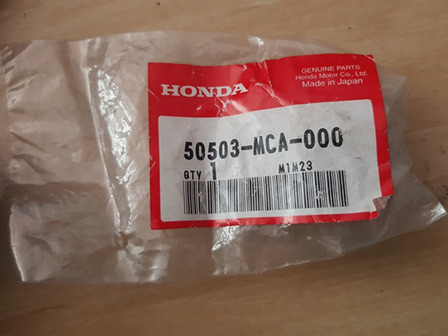 GENUINE PARTS
Honda Motor Co., Ltd.
Made in Japan
HONDA
50503-MCA-000
QTY 1 M1M23